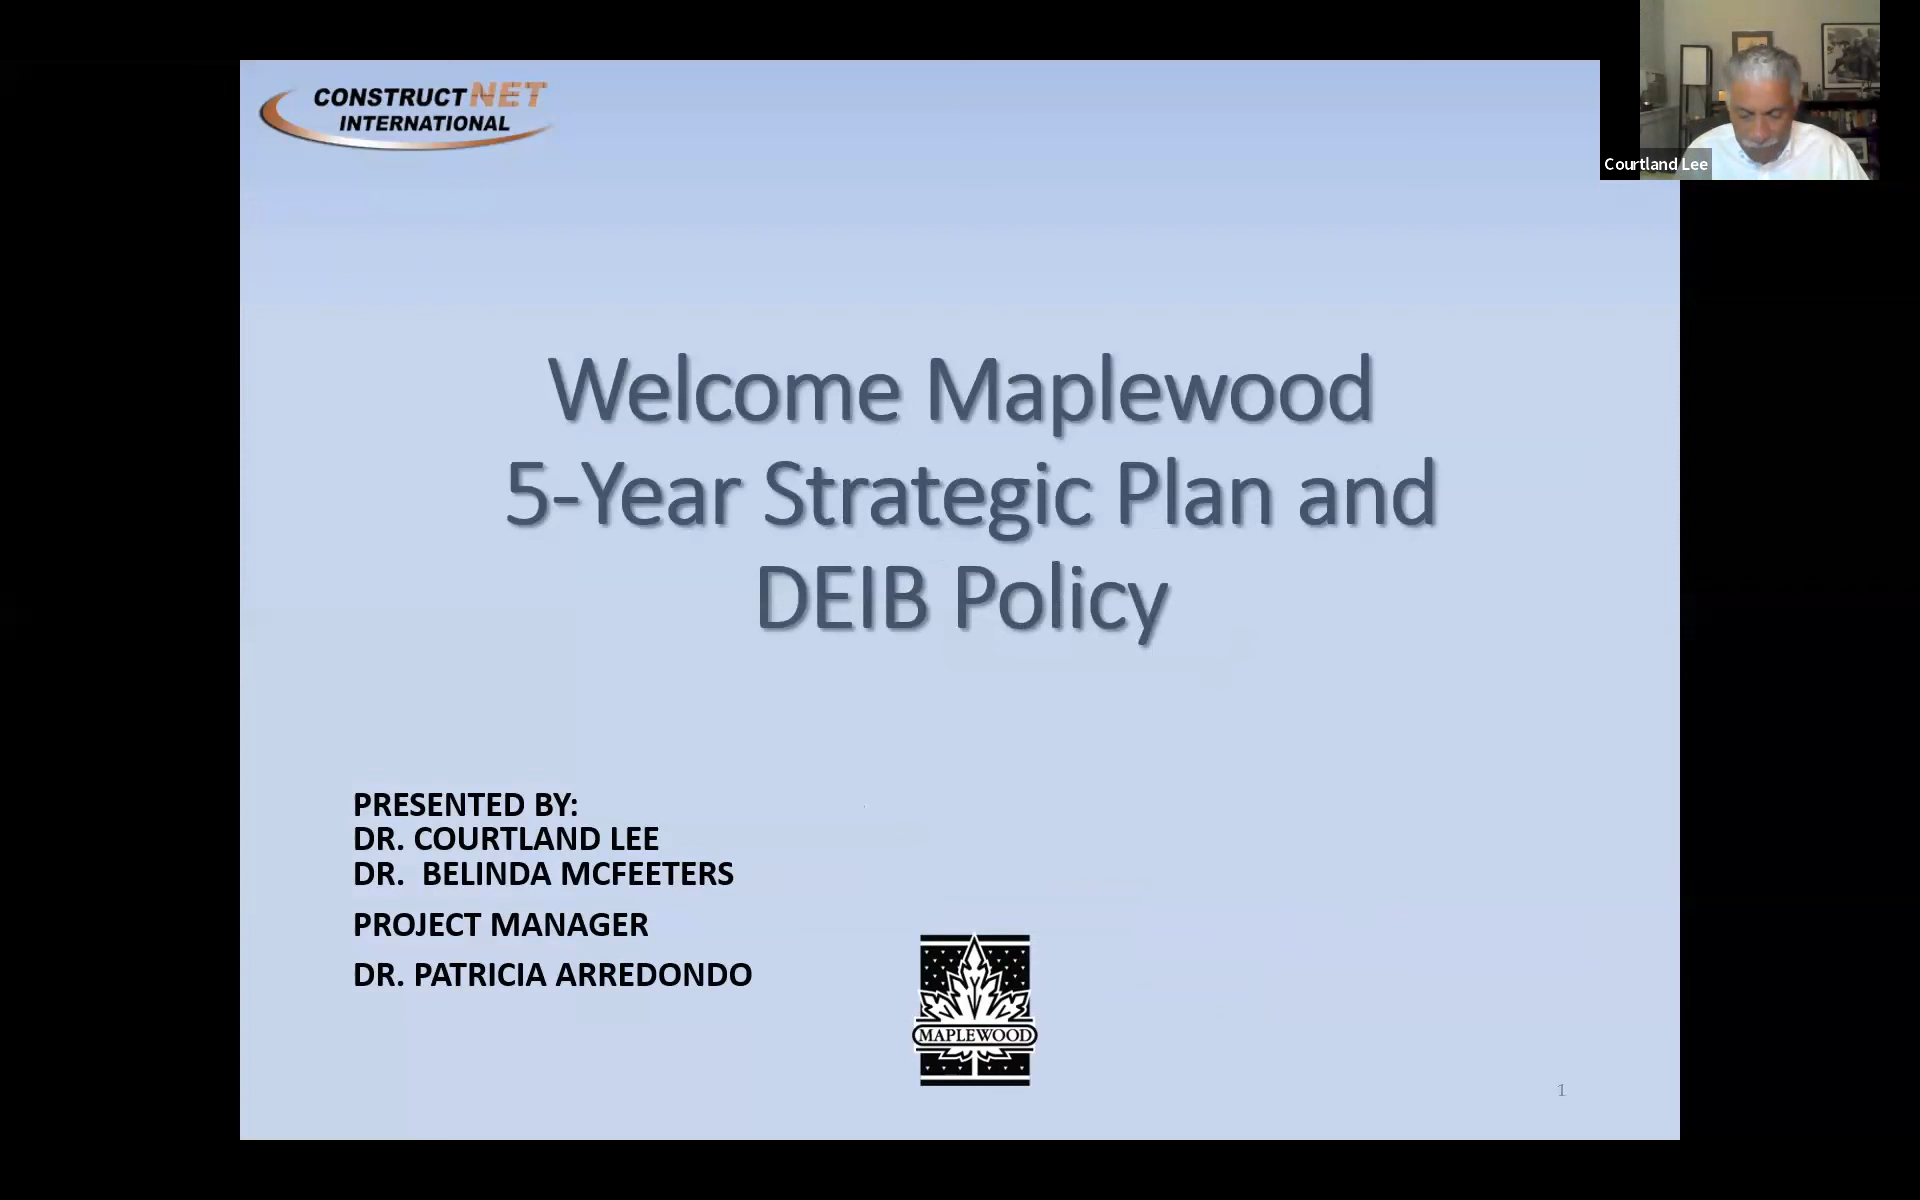 CONSTRUCTNET
INTERNATIONAL
Courtland Lee
Welcome Maplewood
5-Year Strategic Plan and
DEIB Policy
PRESENTED BY:
DR. COURTLAND LEE
DR.  BELINDA MCFEETERS
PROJECT MANAGER
DR. PATRICIA ARREDONDO
MAPLEWOOD
1